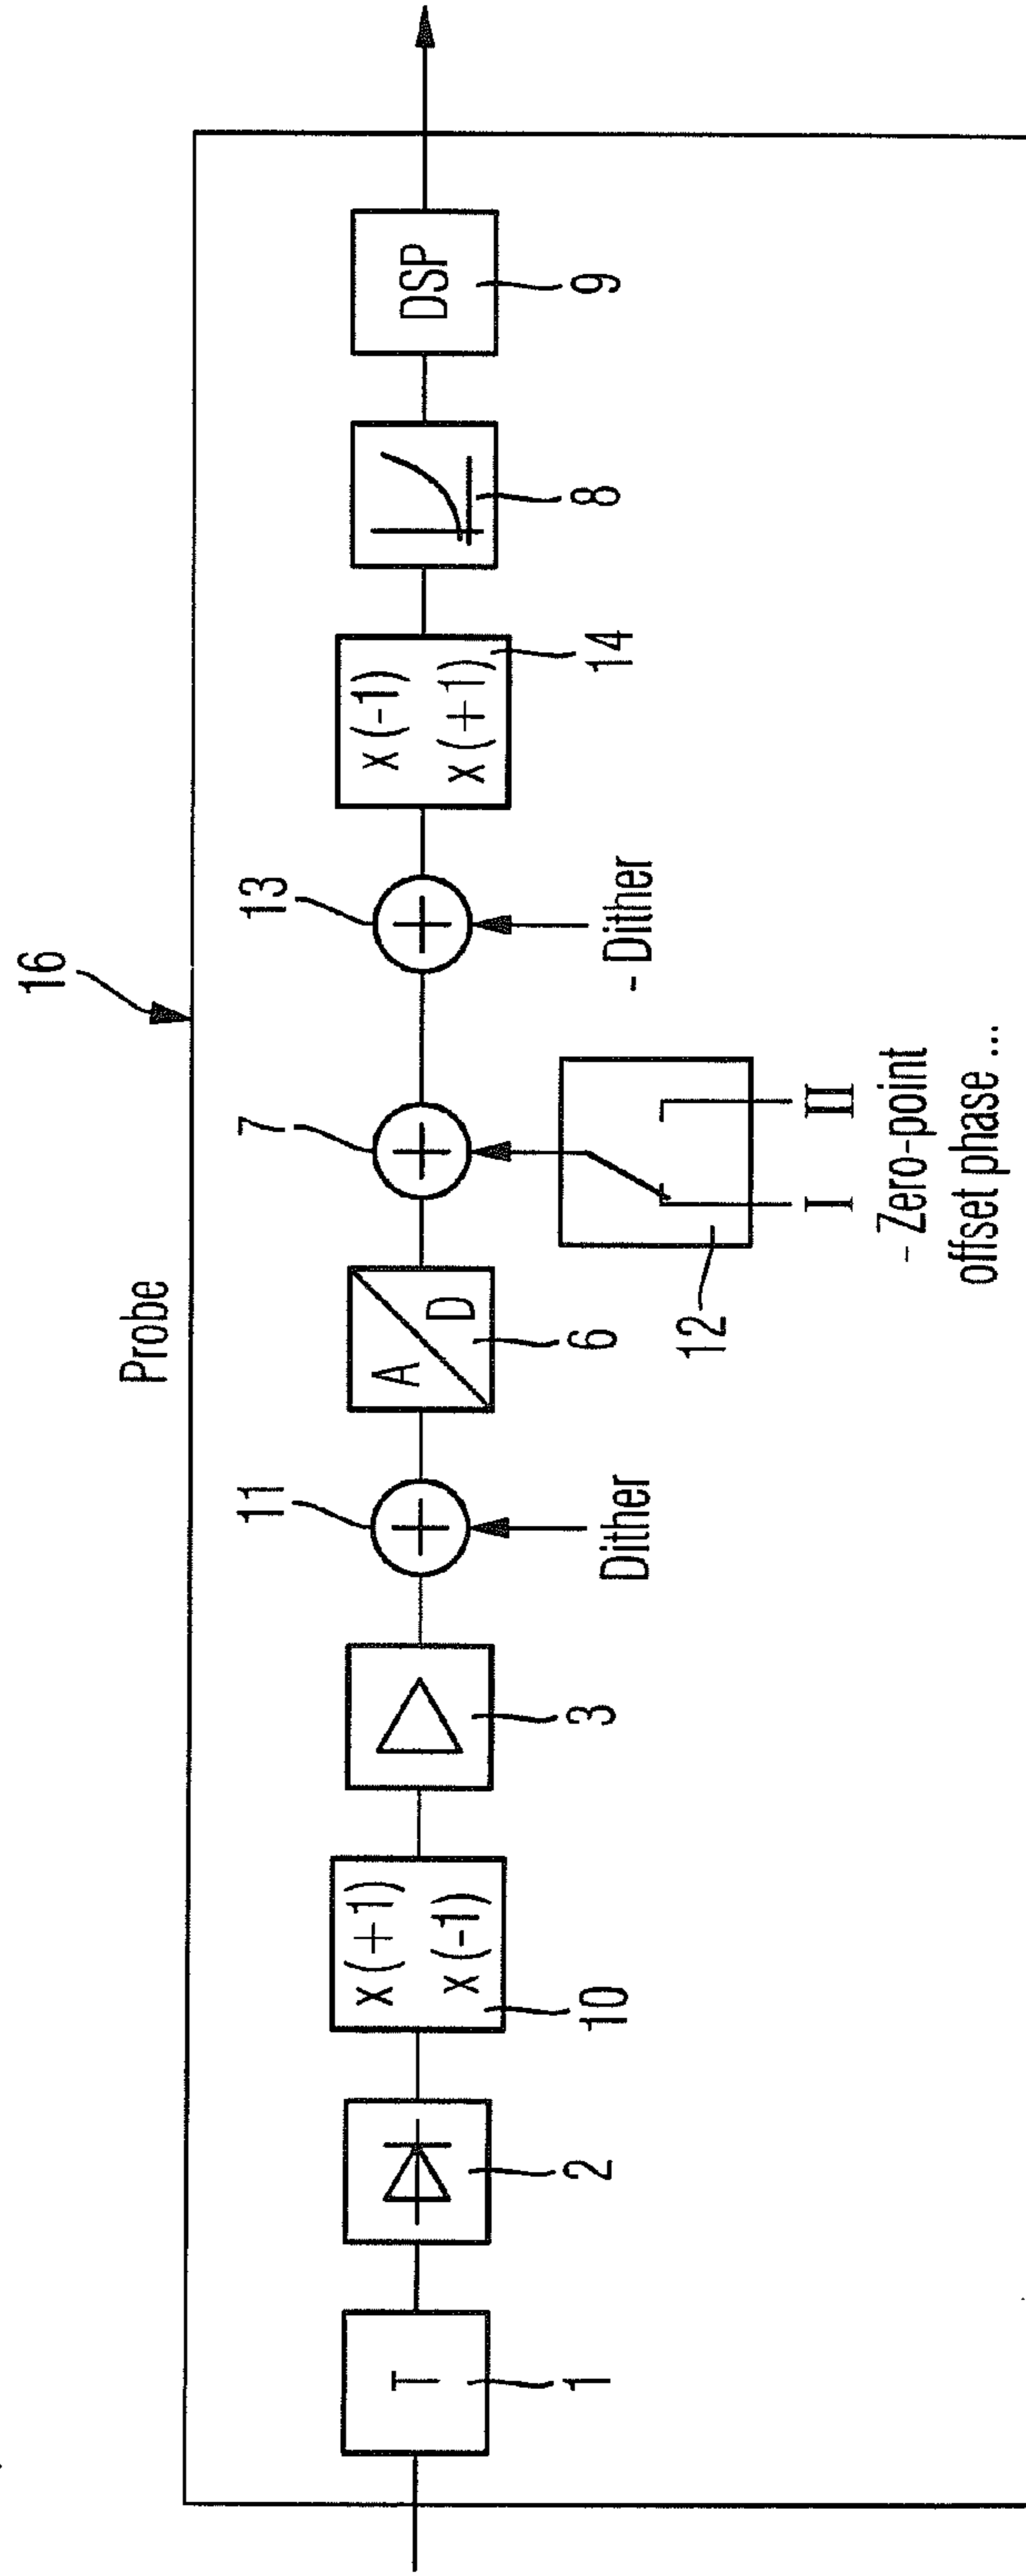 16
Probe
T
1
2
x (+1)
x (-1)
10
3
11
Dither
A
D
6
7
12
I
II
- Zero-point
offset phase ...
13
- Dither
x (-1)
x (+1)
14
8
DSP
9